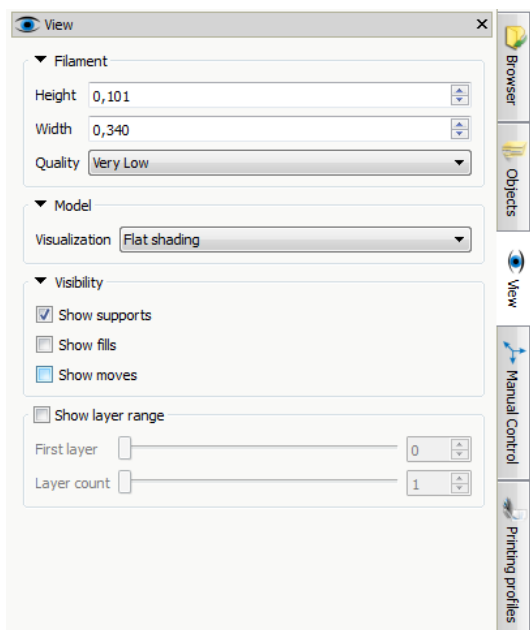 View
Filament
Height 0,101
Width 0,340
Quality Very Low
Model
Visualization Flat shading
Visibility
Show supports
Show fills
Show moves
Show layer range
First layer 0
Layer count 1
Browser
Objects
View
Manual Control
Printing profiles